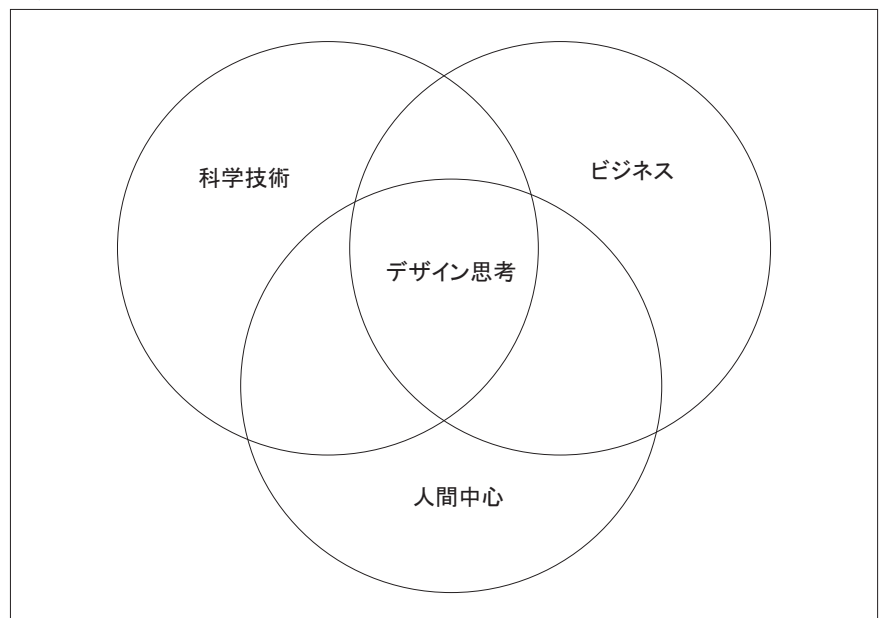 科学技術
ビジネス
デザイン思考
人間中心